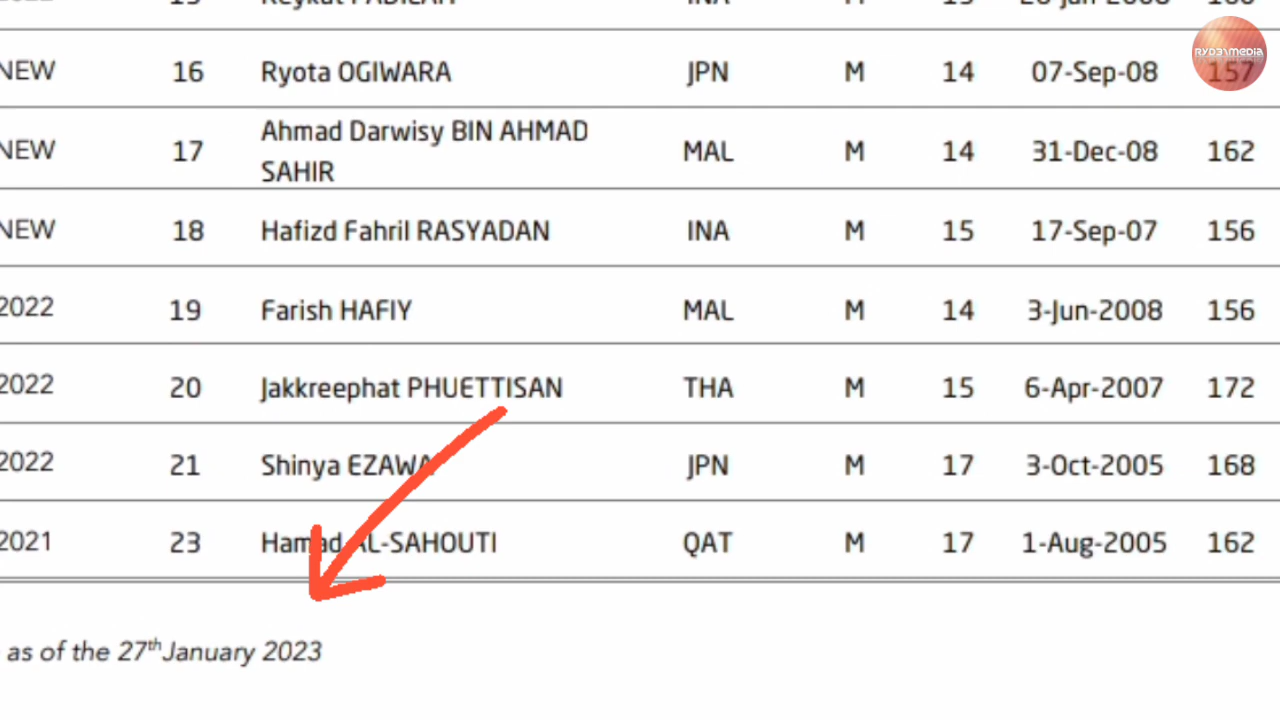 NEW 16 Ryota OGIWARA JPN M 14 07-Sep-08 157
RYD3\MEDIA
NEW 17 Ahmad Darwisy BIN AHMAD SAHIR MAL M 14 31-Dec-08 162
NEW 18 Hafizd Fahril RASYADAN INA M 15 17-Sep-07 156
2022 19 Farish HAFIY MAL M 14 3-Jun-2008 156
2022 20 Jakkreephat PHUETTISAN THA M 15 6-Apr-2007 172
2022 21 Shinya EZAWA JPN M 17 3-Oct-2005 168
2021 23 Hamad AL-SAHOUTI QAT M 17 1-Aug-2005 162
as of the 27th January 2023